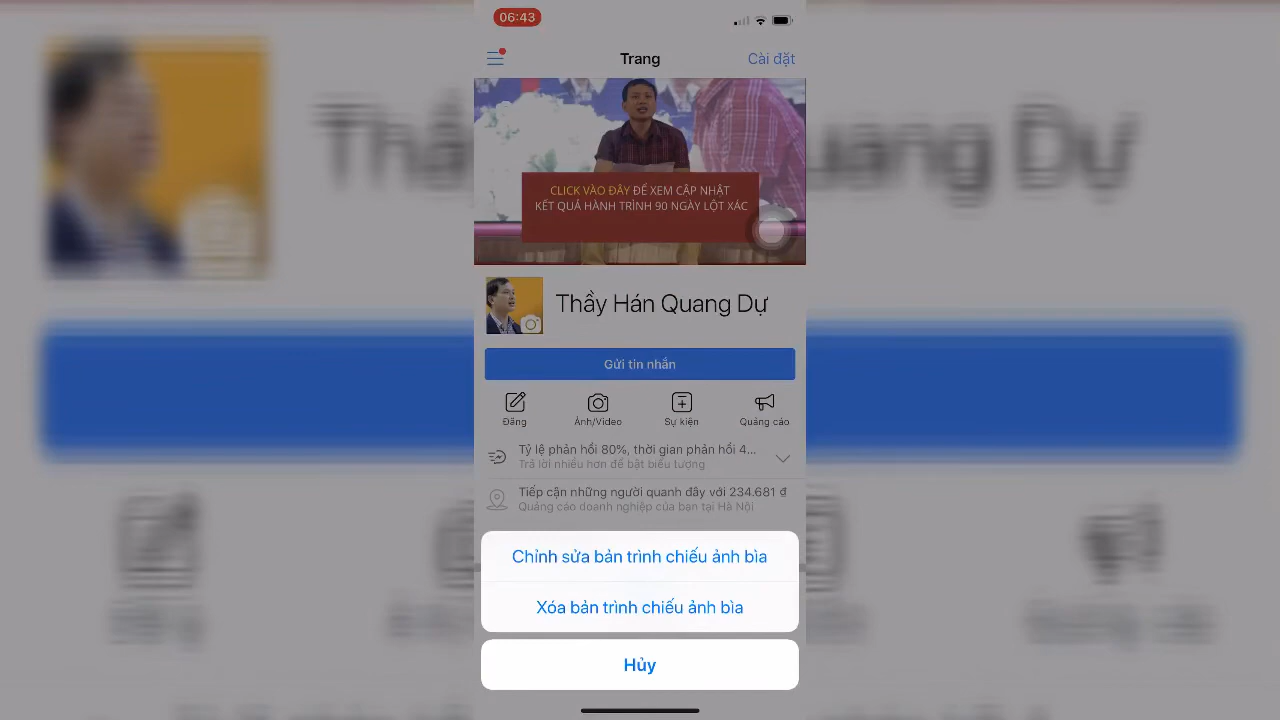 06:43
Trang
Cài đặt
CLICK VÀO ĐÂY ĐỂ XEM CẬP NHẬT
KẾT QUẢ HÀNH TRÌNH 90 NGÀY LỘT XÁC
Thầy Hán Quang Dự
Gửi tin nhắn
Đăng
Ảnh/Video
Sự kiện
Quảng cáo
Tỷ lệ phản hồi 80%, thời gian phản hồi 4...
Trả lời nhiều hơn để bật biểu tượng
Tiếp cận những người quanh đây với 234.681 ₫
Quảng cáo doanh nghiệp của bạn tại Hà Nội
Chỉnh sửa bản trình chiếu ảnh bìa
Xóa bản trình chiếu ảnh bìa
Hủy